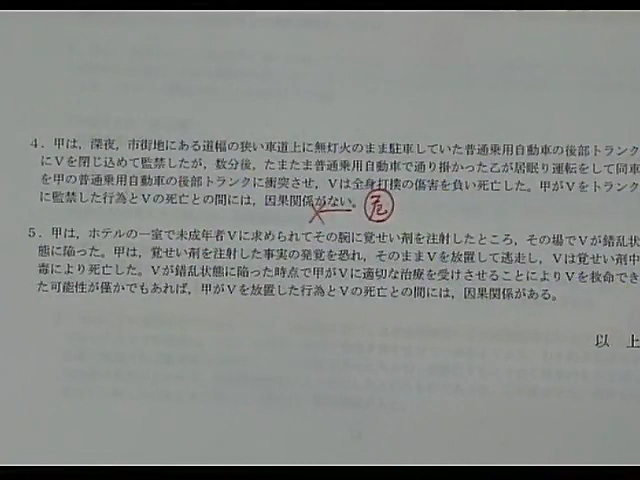 4．甲は，深夜，市街地にある道幅の狭い車道上に無灯火のまま駐車していた普通乗用自動車の後部トランク
にＶを閉じ込めて監禁したが，数分後，たまたま普通乗用自動車で通り掛かった乙が居眠り運転をして同車
を甲の普通乗用自動車の後部トランクに衝突させ，Ｖは全身打撲の傷害を負い死亡した。甲がＶをトランク
に監禁した行為とＶの死亡との間には，因果関係がない。 危
5．甲は，ホテルの一室で未成年者Ｖに求められてその腕に覚せい剤を注射したところ，その場でＶが錯乱状
態に陥った。甲は，覚せい剤を注射した事実の発覚を恐れ，そのままＶを放置して逃走し，Ｖは覚せい剤中
毒により死亡した。Ｖが錯乱状態に陥った時点で甲がＶに適切な治療を受けさせることによりＶを救命でき
た可能性が僅かでもあれば，甲がＶを放置した行為とＶの死亡との間には，因果関係がある。
以 上